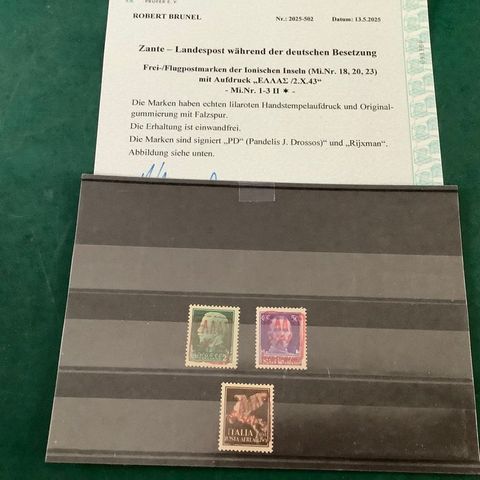 PRÜFER E.V.
ROBERT BRUNEL Nr.: 2025-502 Datum: 13.5.2025
Zante – Landespost während der deutschen Besetzung
Frei-/Flugpostmarken der Ionischen Inseln (Mi.Nr. 18, 20, 23)
mit Aufdruck „ΕΛΛΑΣ /2.X.43“
- Mi.Nr. 1-3 II ✶ -
Die Marken haben echten lilaroten Handstempelaufdruck und Original-
gummierung mit Falzspur.
Die Erhaltung ist einwandfrei.
Die Marken sind signiert „PD“ (Pandelis J. Drossos)“ und „Rijxman“.
Abbildung siehe unten.
ITALIA
POSTA AEREA